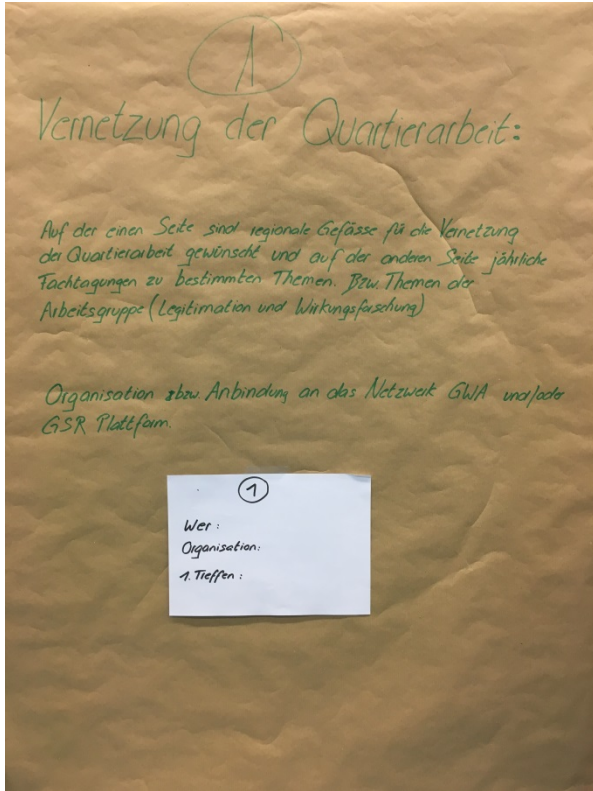 1
Vernetzung der Quartierarbeit:
Auf der einen Seite sind regionale Gefässe für die Vernetzung
der Quartierarbeit gewünscht und auf der anderen Seite jährliche
Fachtagungen zu bestimmten Themen. Bzw. Themen der
Arbeitsgruppe (Legitimation und Wirkungsforschung)
Organisation bzw. Anbindung an das Netzwerk GWA und/oder
GSR Plattform.
1
Wer:
Organisation:
1. Treffen: